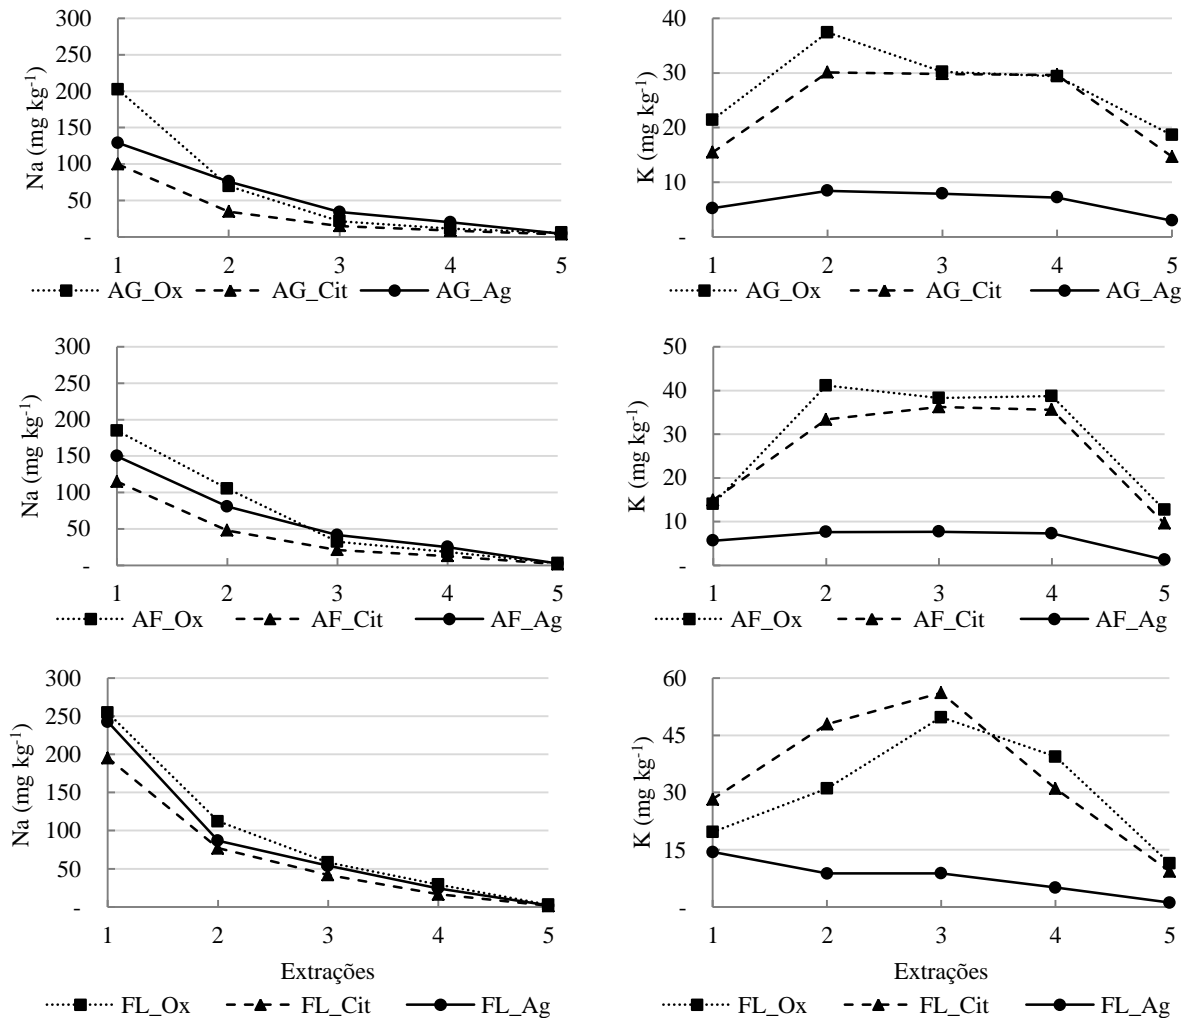 300
250
200
150
100
50
-
Na (mg kg-1)
1 2 3 4 5
AG_Ox AG_Cit AG_Ag
40
30
20
10
-
K (mg kg-1)
1 2 3 4 5
AG_Ox AG_Cit AG_Ag
300
250
200
150
100
50
-
Na (mg kg-1)
1 2 3 4 5
AF_Ox AF_Cit AF_Ag
50
40
30
20
10
-
K (mg kg-1)
1 2 3 4 5
AF_Ox AF_Cit AF_Ag
300
250
200
150
100
50
-
Na (mg kg-1)
1 2 3 4 5
Extrações
FL_Ox FL_Cit FL_Ag
60
45
30
15
-
K (mg kg-1)
1 2 3 4 5
Extrações
FL_Ox FL_Cit FL_Ag